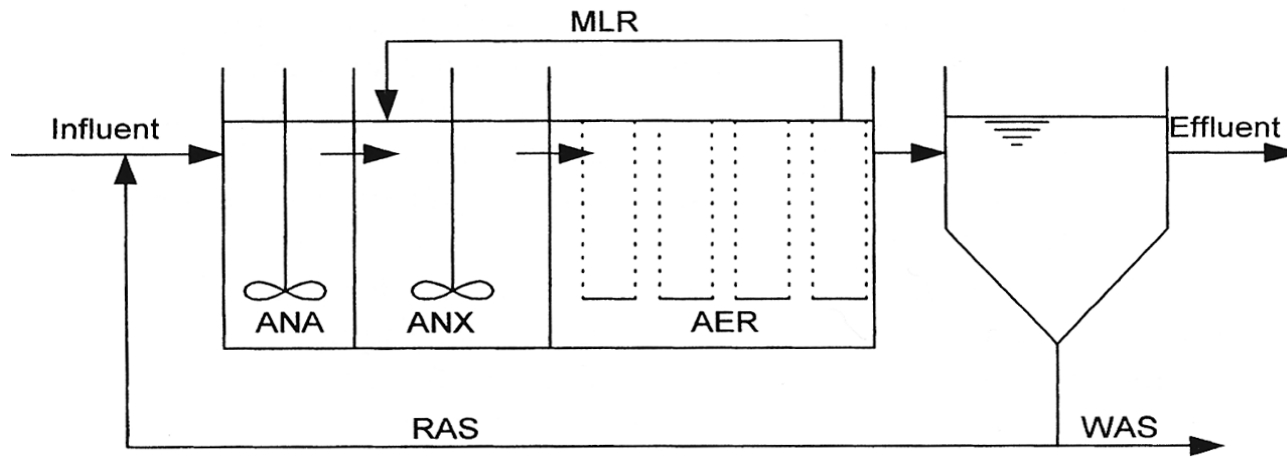 MLR
Influent
Effluent
ANA
ANX
AER
RAS
WAS